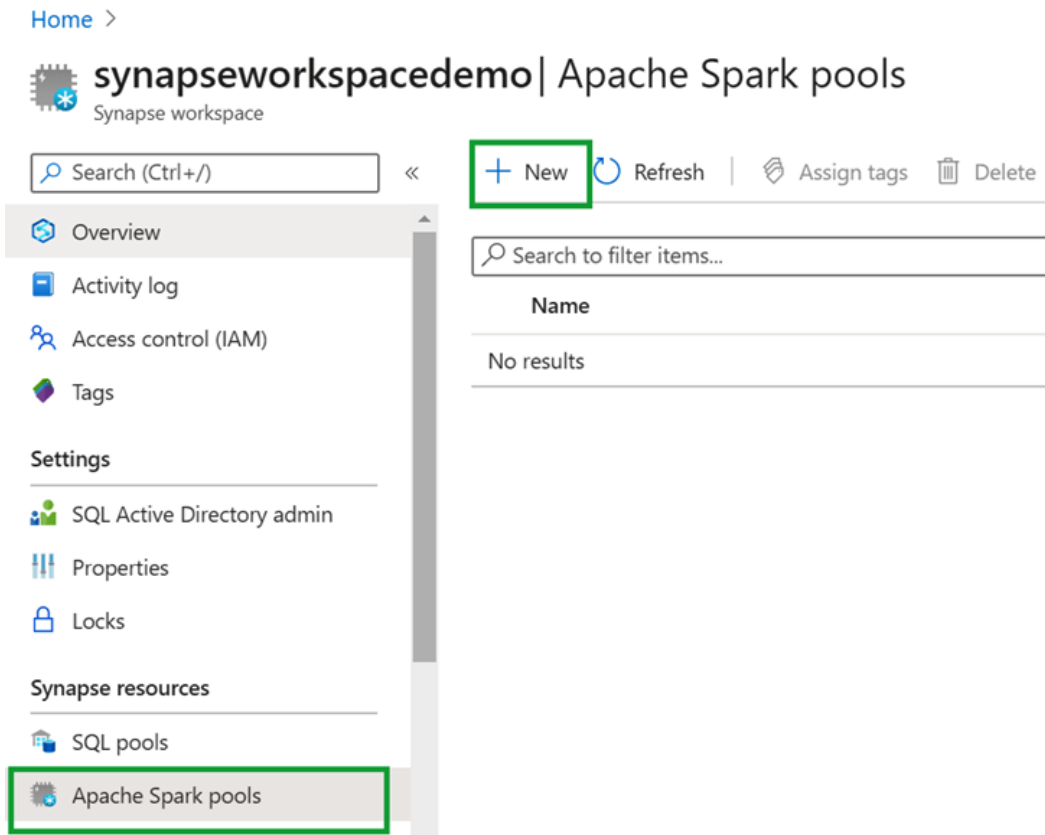 Home >
synapseworkspacedemo| Apache Spark pools
Synapse workspace
Search (Ctrl+/)
«
Overview
Activity log
Access control (IAM)
Tags
Settings
SQL Active Directory admin
Properties
Locks
Synapse resources
SQL pools
Apache Spark pools
+ New Refresh | Assign tags Delete
Search to filter items...
Name
No results